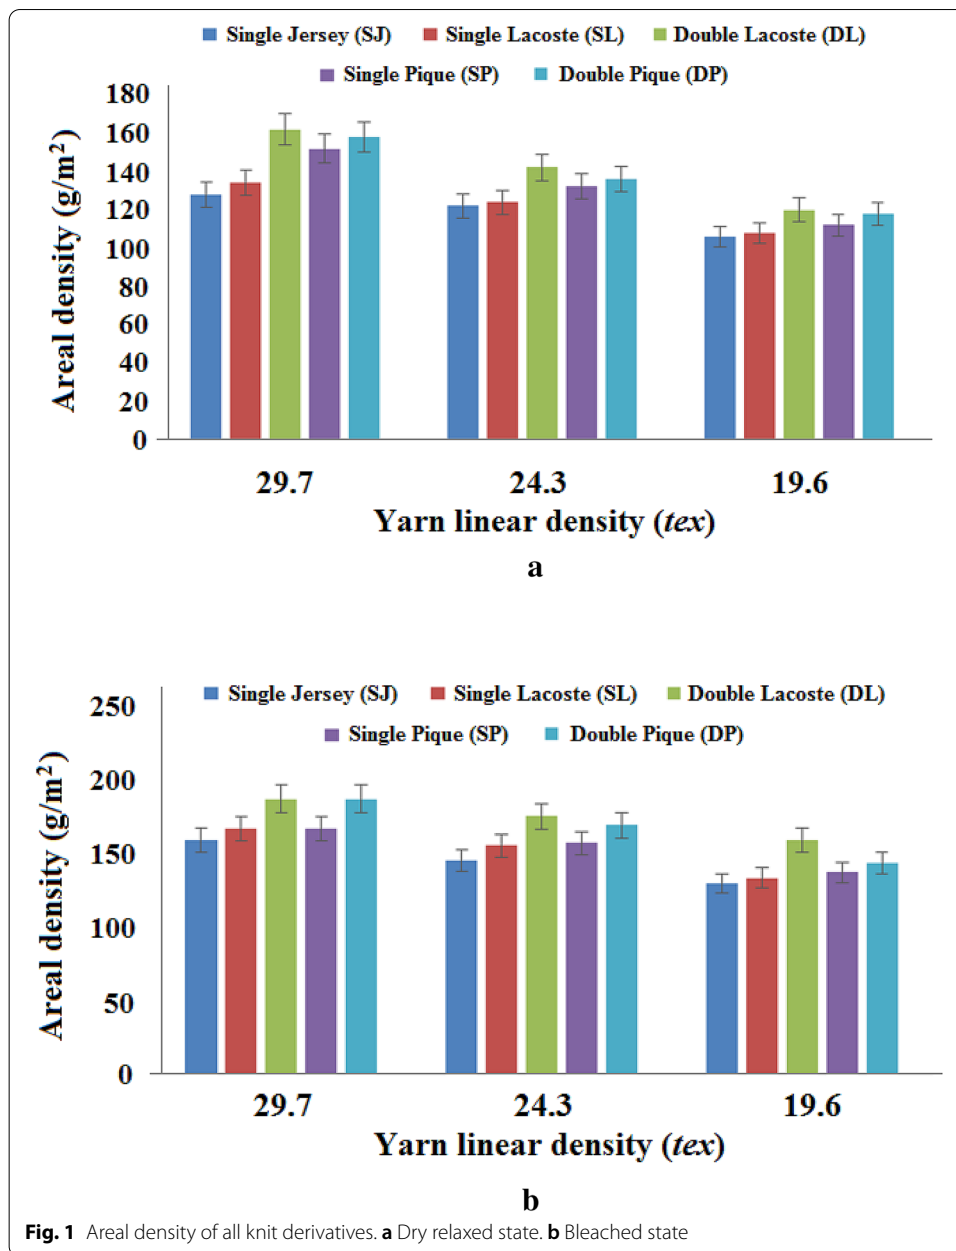 Single Jersey (SJ) Single Lacoste (SL) Double Lacoste (DL)
Single Pique (SP) Double Pique (DP)
Areal density (g/m²)
180
160
140
120
100
80
60
40
20
0
29.7 24.3 19.6
Yarn linear density (tex)
a
Single Jersey (SJ) Single Lacoste (SL) Double Lacoste (DL)
Single Pique (SP) Double Pique (DP)
Areal density (g/m²)
250
200
150
100
50
0
29.7 24.3 19.6
Yarn linear density (tex)
b
Fig. 1 Areal density of all knit derivatives. a Dry relaxed state. b Bleached state